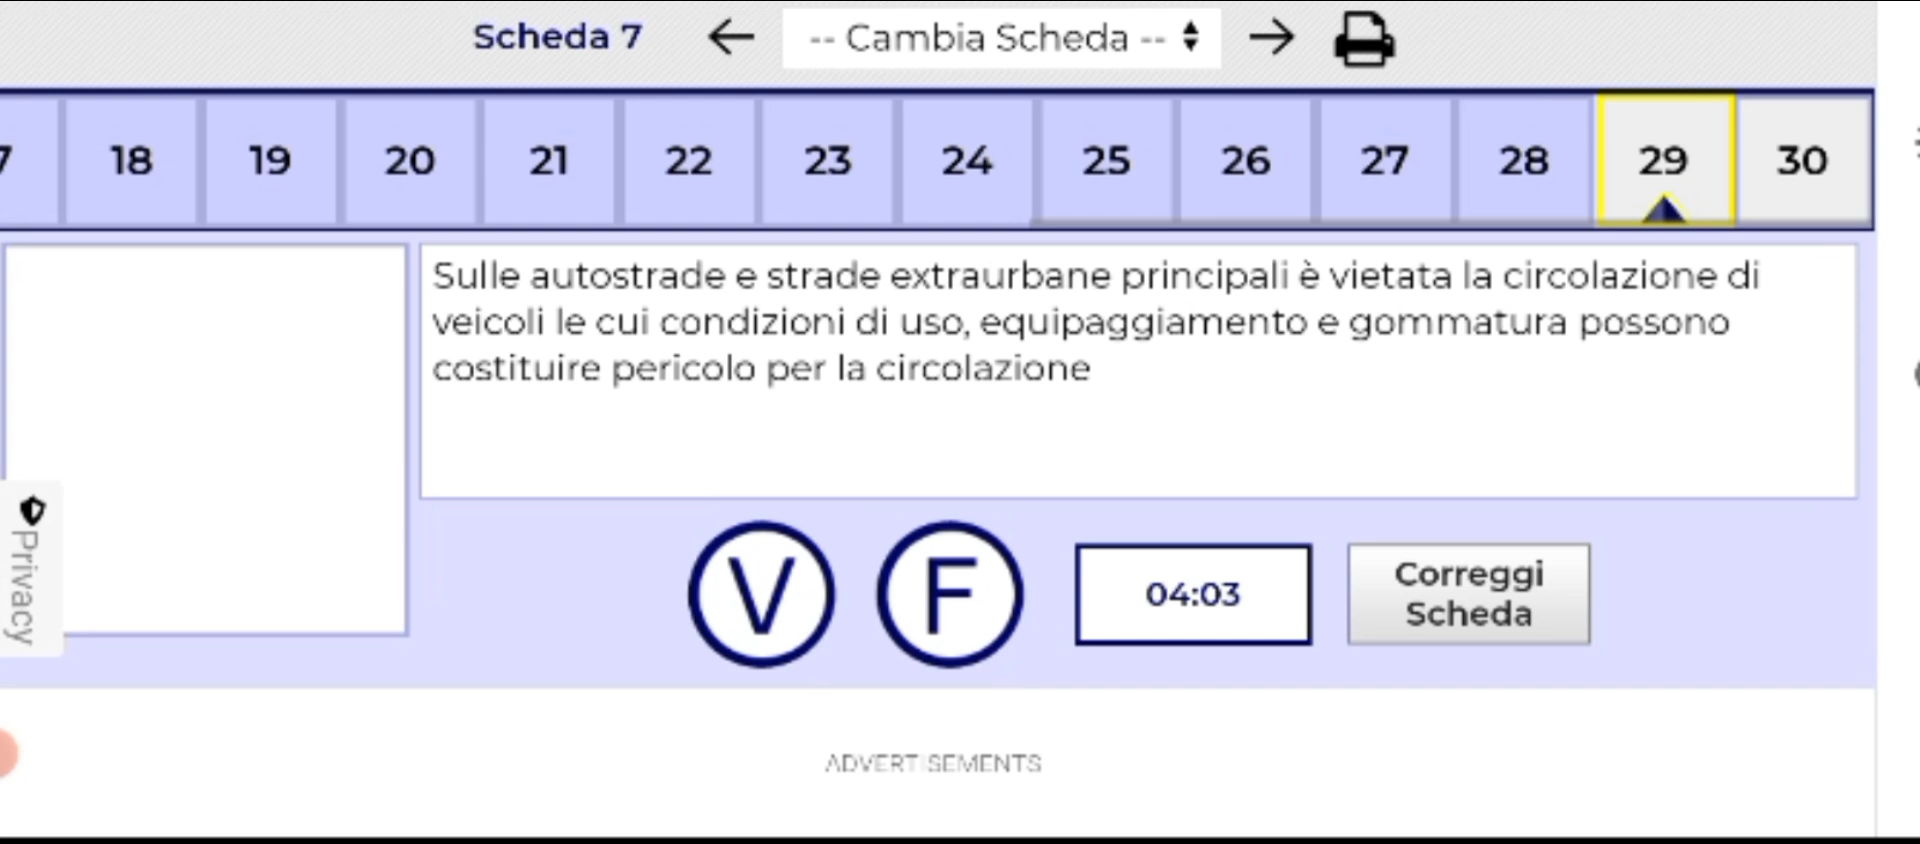 Scheda 7
-- Cambia Scheda --
7 18 19 20 21 22 23 24 25 26 27 28 29 30
Sulle autostrade e strade extraurbane principali è vietata la circolazione di
veicoli le cui condizioni di uso, equipaggiamento e gommatura possono
costituire pericolo per la circolazione
Privacy
V F 04:03 Correggi
Scheda
ADVERTISEMENTS